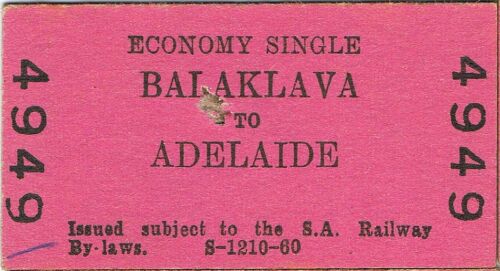 ECONOMY SINGLE
BALAKLAVA
TO
ADELAIDE
4949
4949
Issued subject to the S.A. Railway
By-laws. S-1210-60